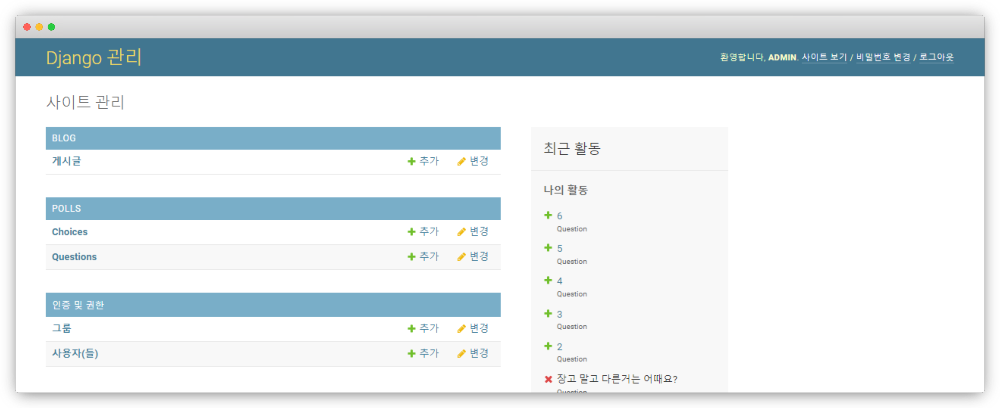 Django 관리
환영합니다, ADMIN. 사이트 보기 / 비밀번호 변경 / 로그아웃
사이트 관리
BLOG
게시글 추가 변경
POLLS
Choices 추가 변경
Questions 추가 변경
인증 및 권한
그룹 추가 변경
사용자(들) 추가 변경
최근 활동
나의 활동
6
Question
5
Question
4
Question
3
Question
2
Question
장고 말고 다른거는 어때요?
Question